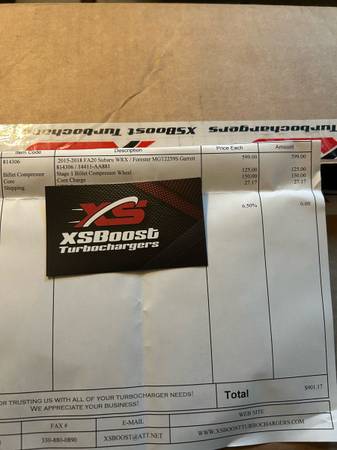 XSBoost Turbochargers
Item Code Description Price Each Amount
814306 2015-2018 FA20 Subaru WRX / Forester MGT2259S Garrett 599.00 599.00
814306 / 14411-AA881
Billet Compressor Stage 1 Billet Compressor Wheel 125.00 125.00
Core Core Charge 150.00 150.00
Shipping 27.17 27.17
6.50% 0.00
XS
XSBoost
Turbochargers
OR TRUSTING US WITH ALL OF YOUR TURBOCHARGER NEEDS!
WE APPRECIATE YOUR BUSINESS!
Total $901.17
FAX # E-MAIL WEB SITE
330-880-0890 XSBOOST@ATT.NET WWW.XSBOOSTTURBOCHARGERS.COM